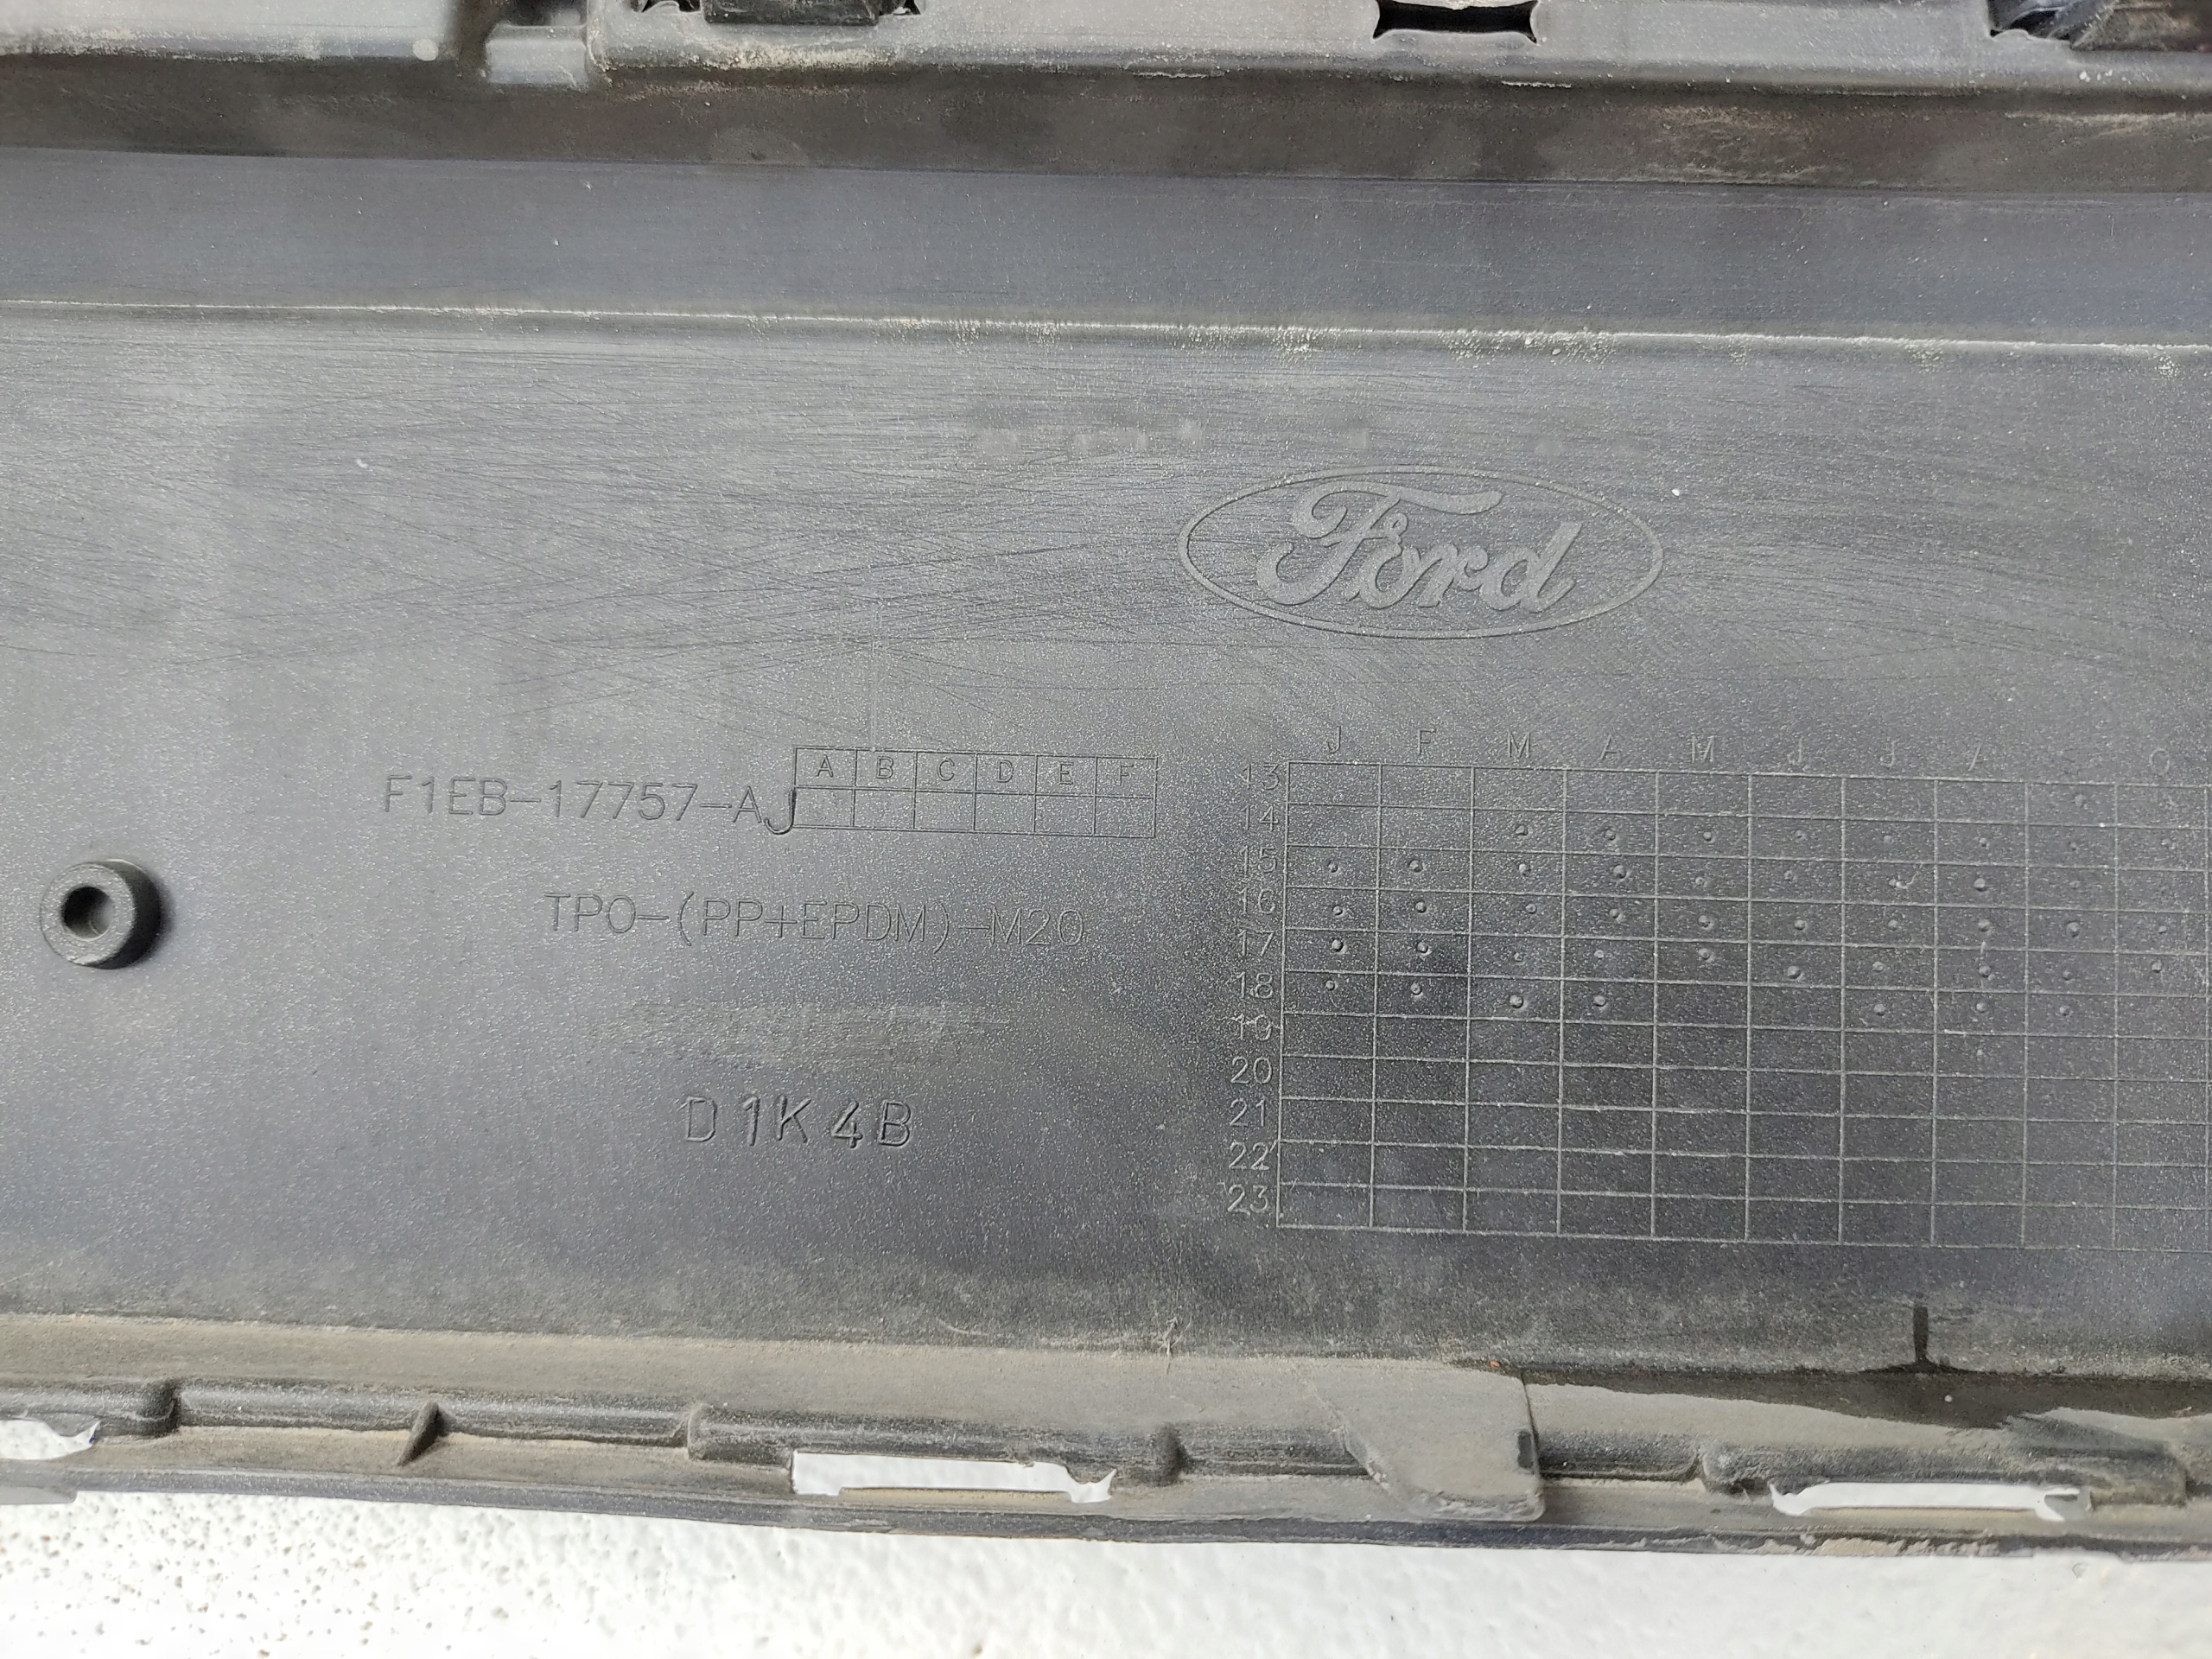 Ford
J F M A M J J A O
A B C D E F
F1EB-17757-AJ
TPO-(PP+EPDM)-M20
D1K4B
13
14
15
16
17
18
19
20
21
22
23